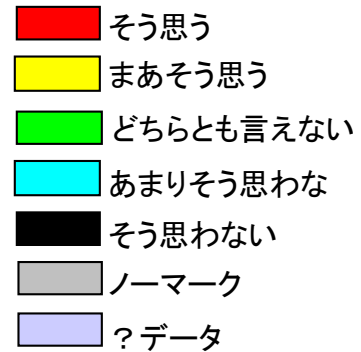 そう思う
まあそう思う
どちらとも言えない
あまりそう思わな
そう思わない
ノーマーク
？データ